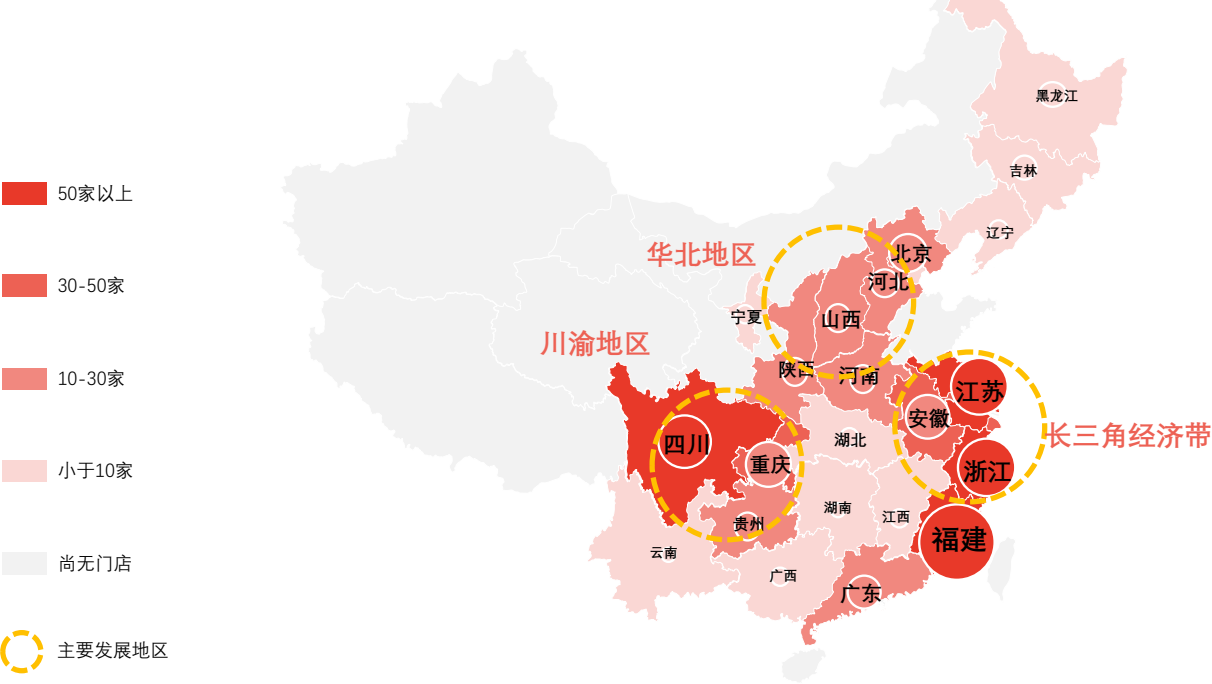 50家以上
30-50家
10-30家
小于10家
尚无门店
主要发展地区
黑龙江
吉林
辽宁
华北地区
北京
河北
宁夏
山西
川渝地区
陕西
河南
江苏
安徽
长三角经济带
四川
湖北
重庆
浙江
湖南
江西
贵州
福建
云南
广西
广东